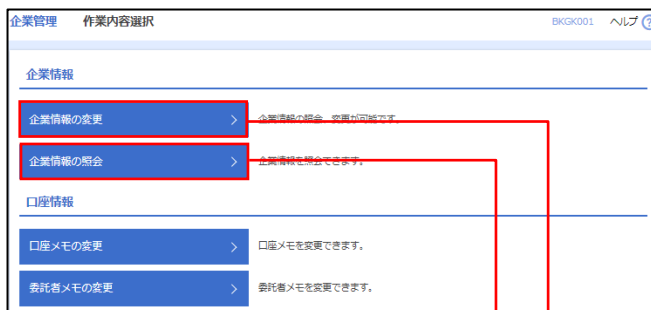 企業管理 作業内容選択 BKGK001 ヘルプ ?
企業情報
企業情報の変更 企業情報の照会、変更が可能です。
企業情報の照会 企業情報を照会できます。
口座情報
口座メモの変更 口座メモを変更できます。
委託者メモの変更 委託者メモを変更できます。